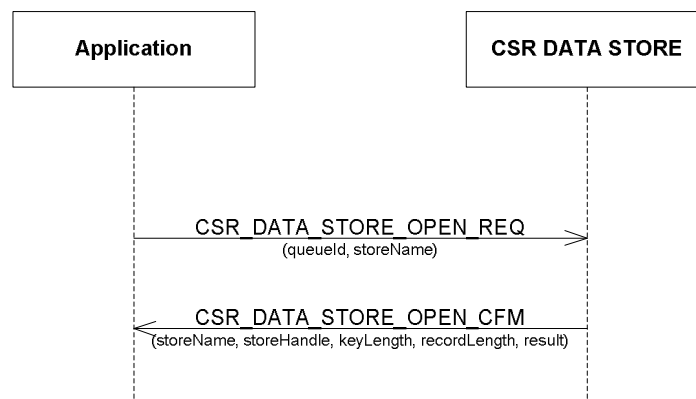 Application
CSR DATA STORE
CSR_DATA_STORE_OPEN_REQ
(queueId, storeName)
CSR_DATA_STORE_OPEN_CFM
(storeName, storeHandle, keyLength, recordLength, result)